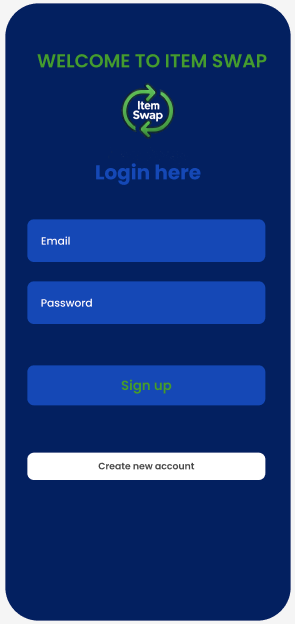 WELCOME TO ITEM SWAP
Item
Swap
Login here
Email
Password
Sign up
Create new account